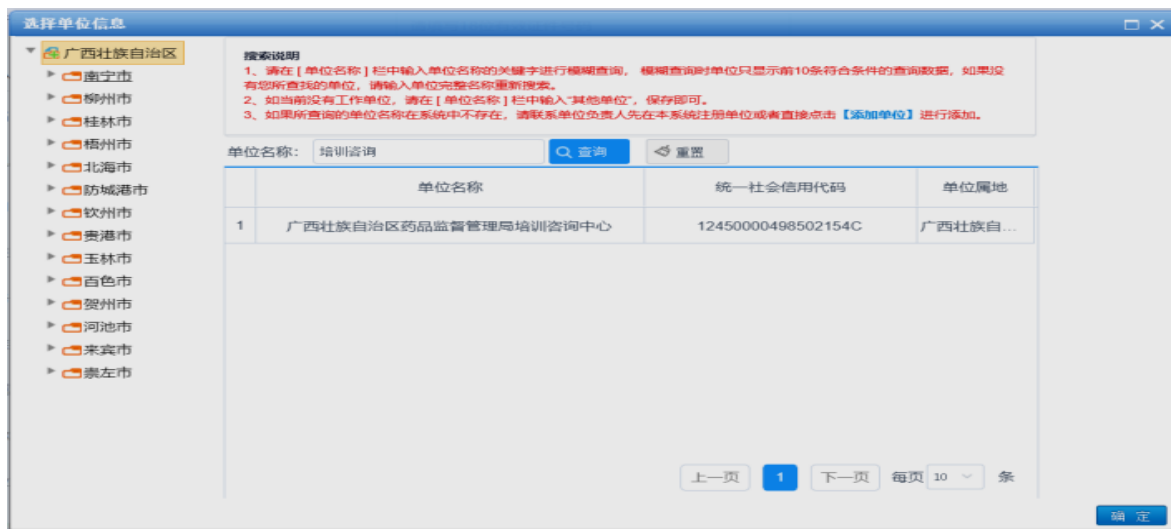 选择单位信息
广西壮族自治区
南宁市
柳州市
桂林市
梧州市
北海市
防城港市
钦州市
贵港市
玉林市
百色市
贺州市
河池市
来宾市
崇左市
搜索说明
1、请在 [ 单位名称 ] 栏中输入单位名称的关键字进行模糊查询， 模糊查询时单位只显示前10条符合条件的查询数据，如果没
有您所查找的单位，请输入单位完整名称重新搜索。
2、如当前没有工作单位，请在 [ 单位名称 ] 栏中输入"其他单位"，保存即可。
3、如果所查询的单位名称在系统中不存在，请联系单位负责人先在本系统注册单位或者直接点击【添加单位】进行添加。
单位名称： 培训咨询 查询 重置
单位名称 统一社会信用代码 单位属地
1 广西壮族自治区药品监督管理局培训咨询中心 12450000498502154C 广西壮族自...
上一页 1 下一页 每页 10 条
确 定